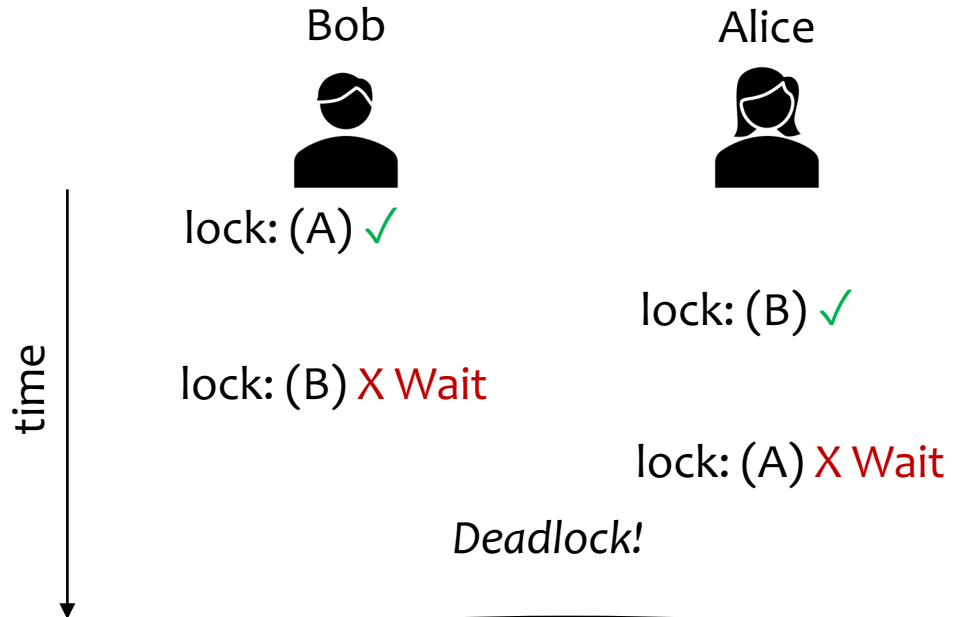 Bob
Alice
lock: (A) ✓
lock: (B) ✓
time
lock: (B) X Wait
lock: (A) X Wait
Deadlock!